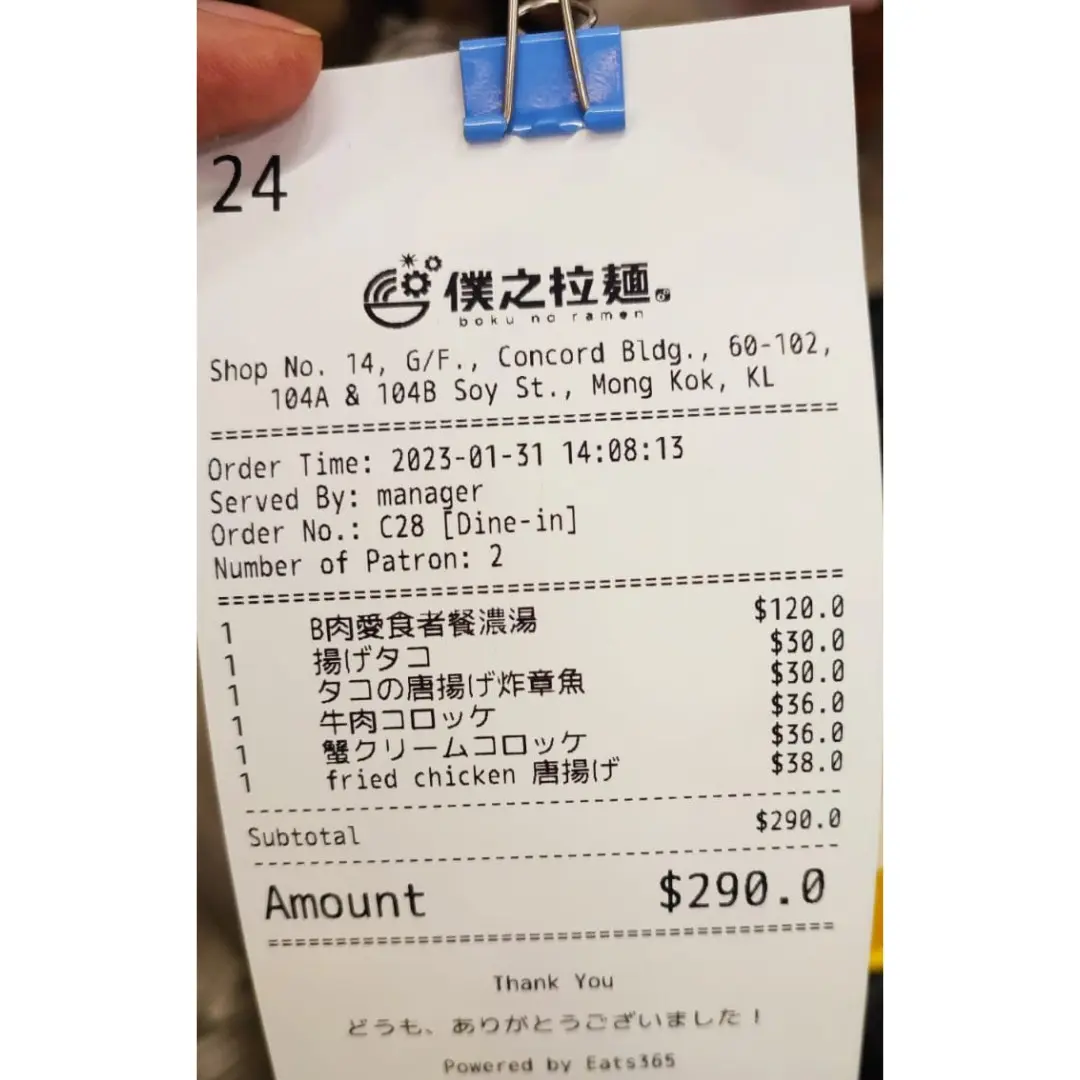 24
僕之拉麺
boku no ramen
Shop No. 14, G/F., Concord Bldg., 60-102,
104A & 104B Soy St., Mong Kok, KL
========================================
Order Time: 2023-01-31 14:08:13
Served By: manager
Order No.: C28 [Dine-in]
Number of Patron: 2
========================================
1 B肉愛食者餐濃湯 $120.0
1 揚げタコ $30.0
1 タコの唐揚げ炸章魚 $30.0
1 牛肉コロッケ $36.0
1 蟹クリームコロッケ $36.0
1 fried chicken 唐揚げ $38.0
----------------------------------------
Subtotal $290.0
----------------------------------------
Amount $290.0
========================================
Thank You
どうも、ありがとうございました！
Powered by Eats365